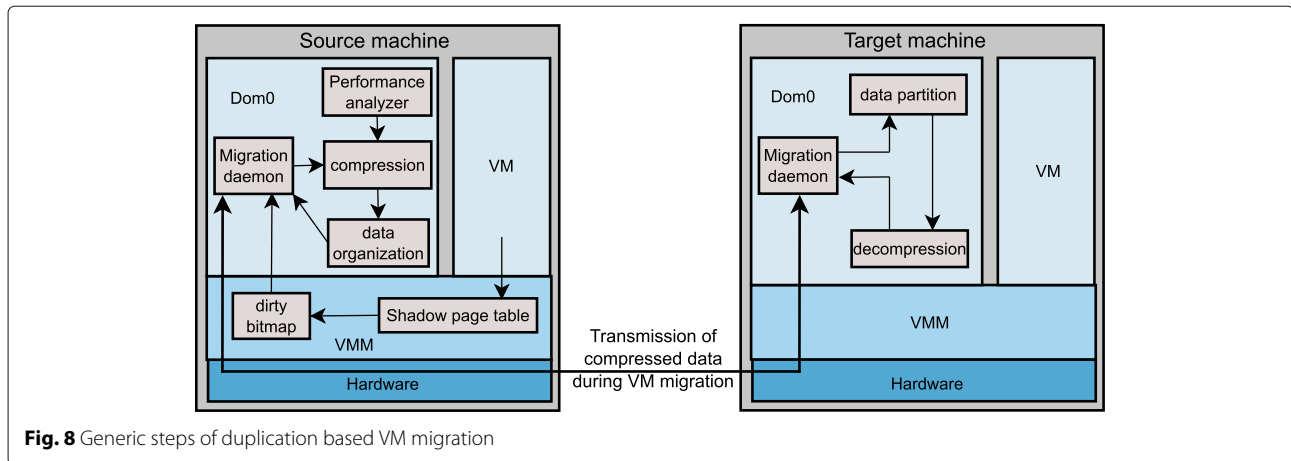 Source machine
Dom0
Performance
analyzer
Migration
daemon
compression
data
organization
VM
dirty
bitmap
Shadow page table
VMM
Hardware
Transmission of
compressed data
during VM migration
Target machine
Dom0
data partition
Migration
daemon
decompression
VM
VMM
Hardware
Fig. 8 Generic steps of duplication based VM migration